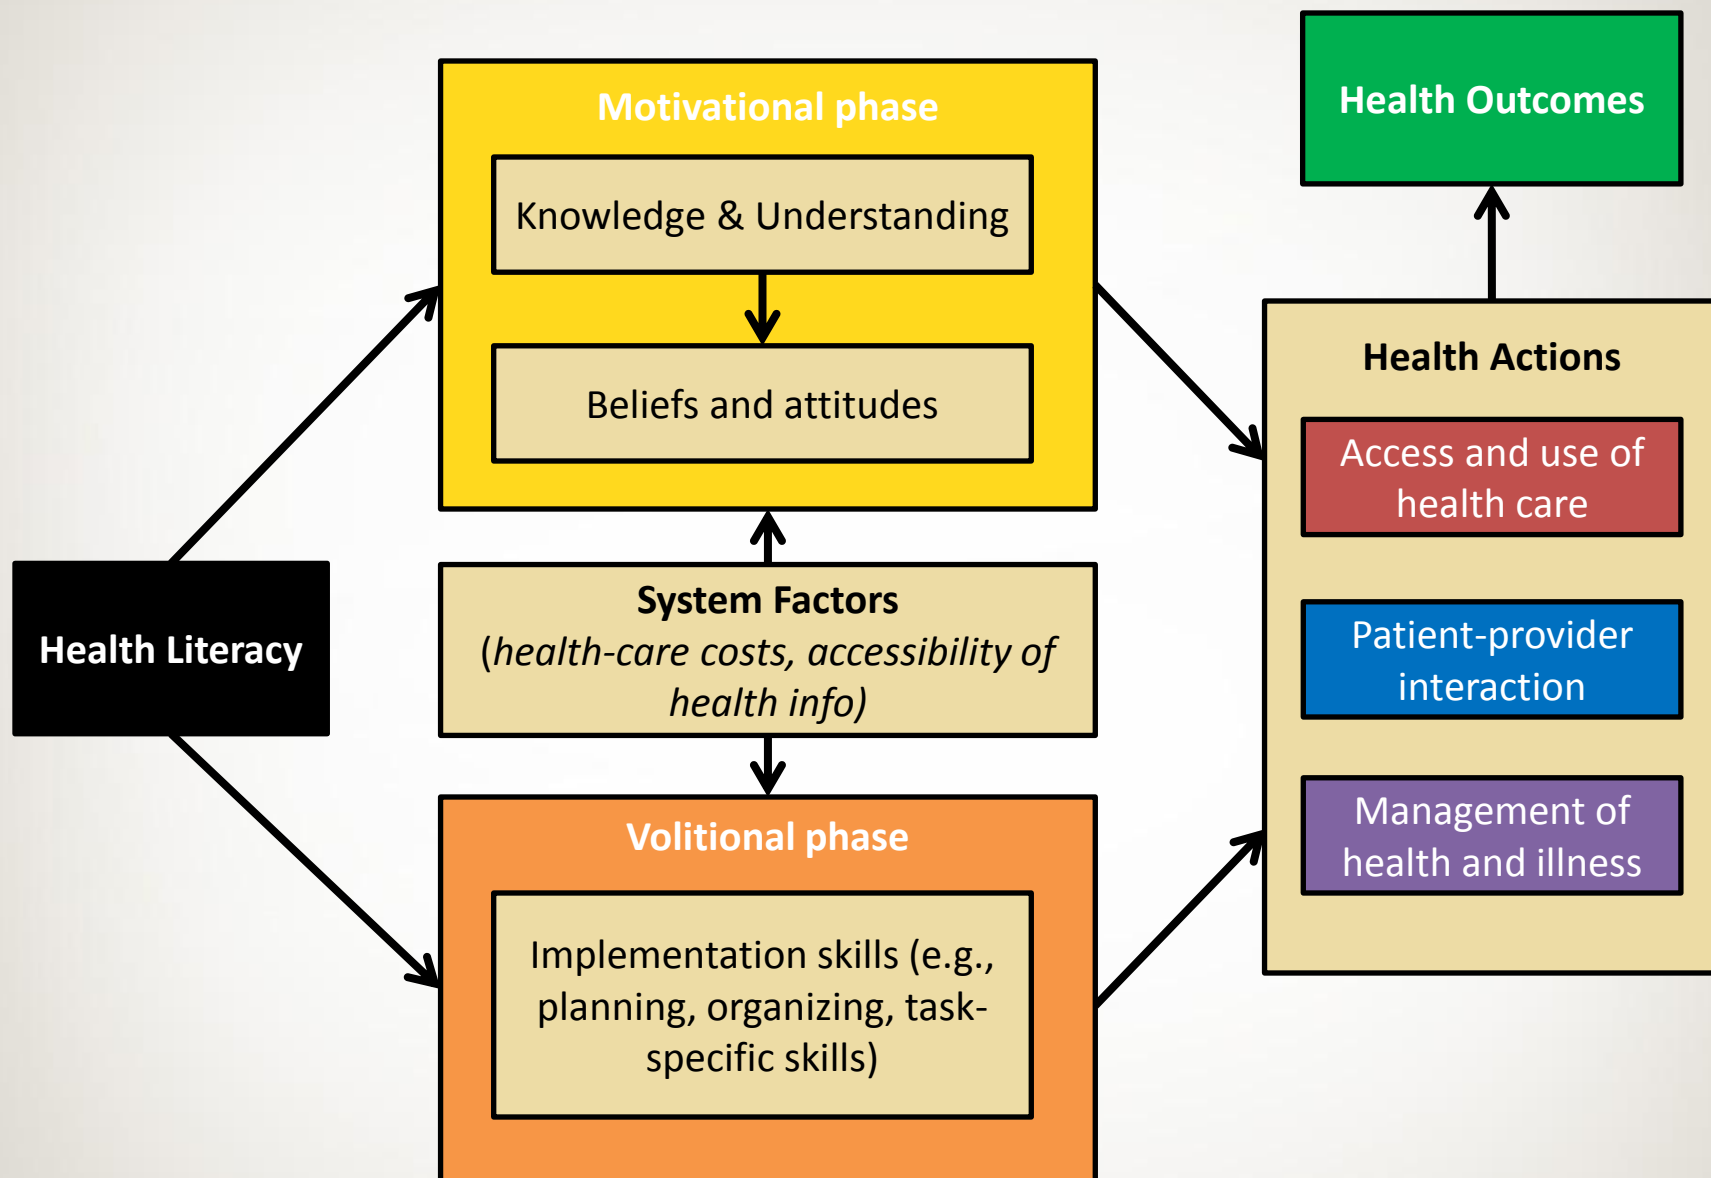 Health Literacy
Motivational phase
Knowledge & Understanding
Beliefs and attitudes
System Factors
(health-care costs, accessibility of
health info)
Volitional phase
Implementation skills (e.g.,
planning, organizing, task-
specific skills)
Health Outcomes
Health Actions
Access and use of
health care
Patient-provider
interaction
Management of
health and illness